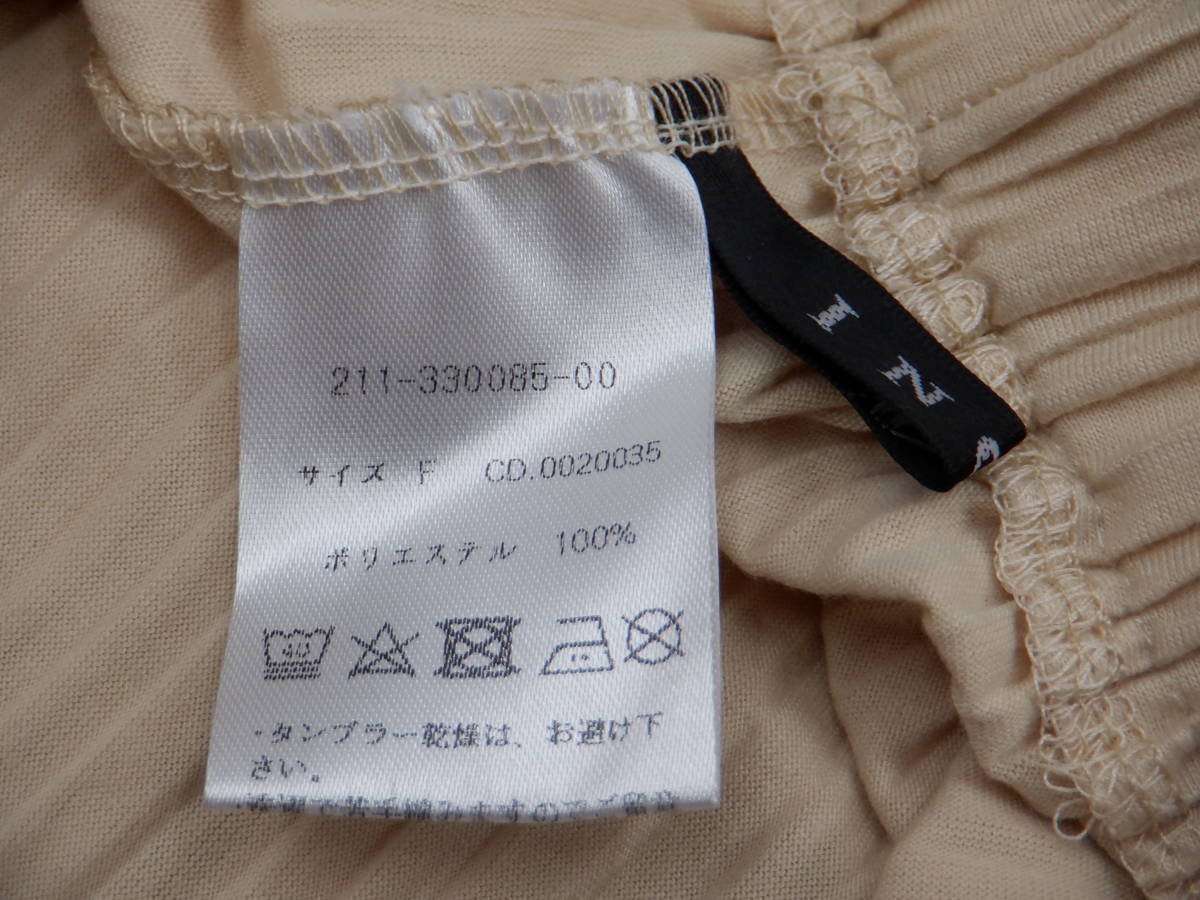 211-330085-00
サイズ F CD.0020035
ポリエステル 100%
40
・タンブラー乾燥は、お避け下
さい。
I N